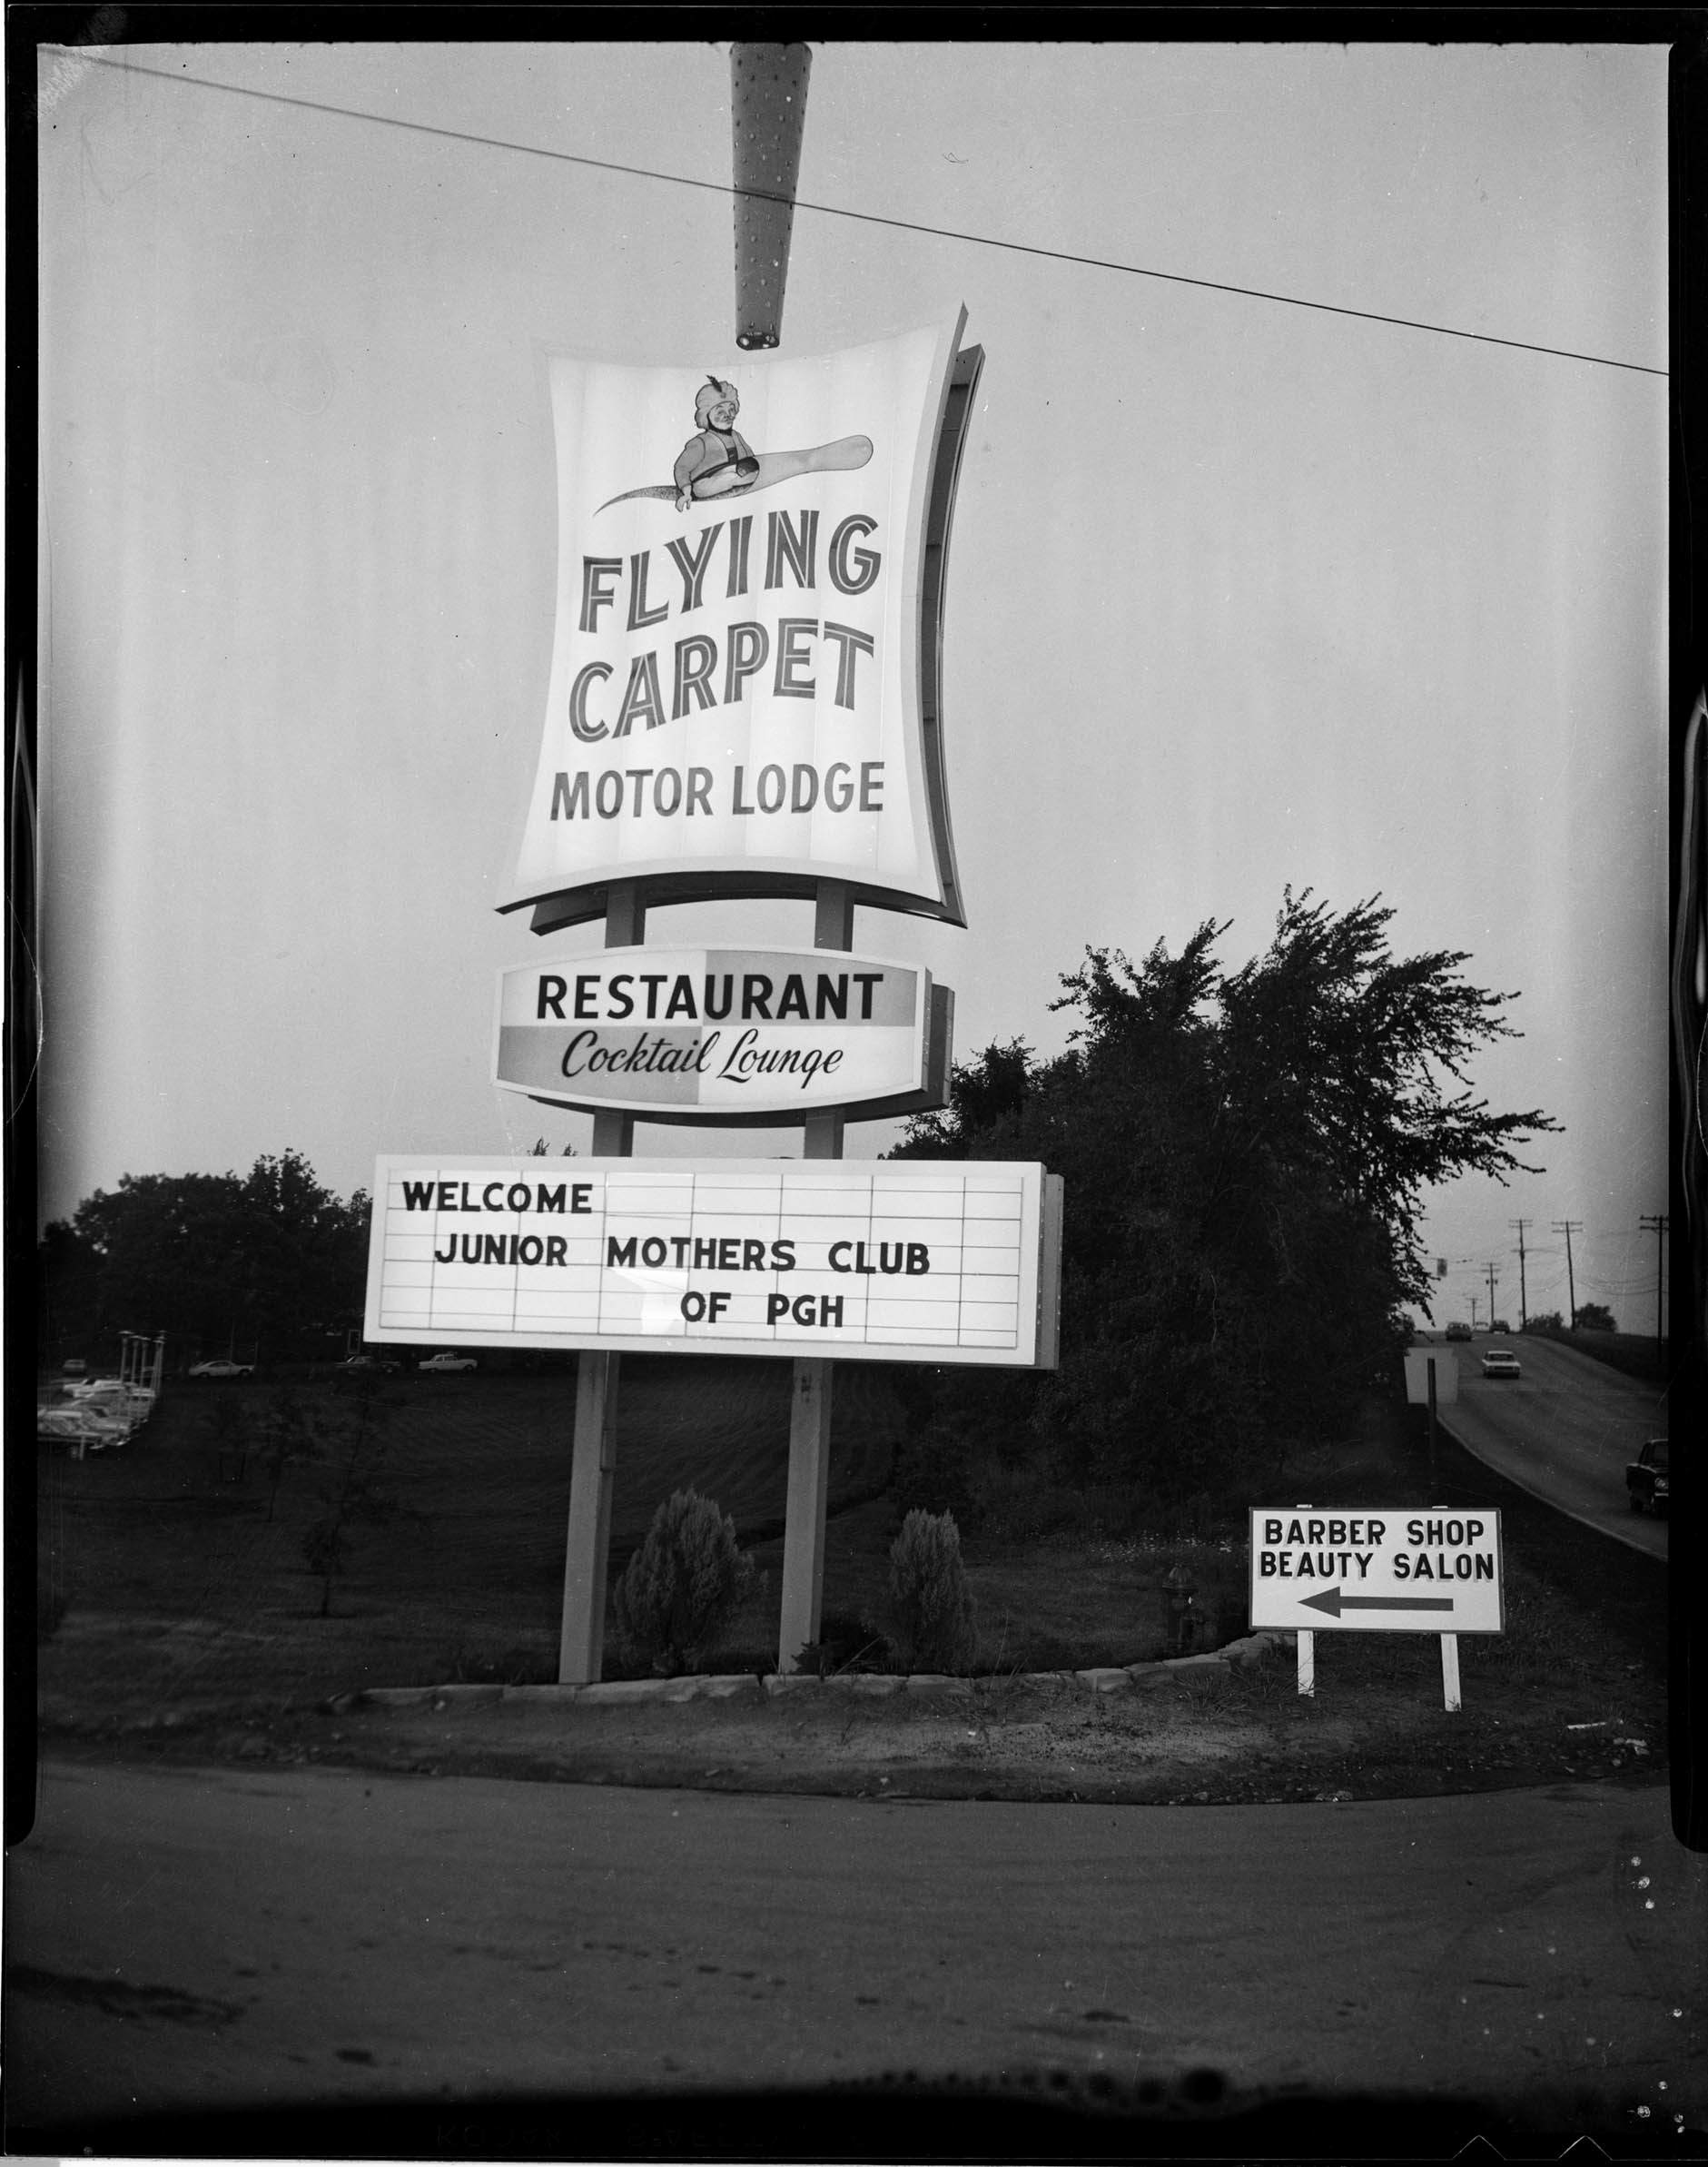 FLYING
CARPET
MOTOR LODGE
RESTAURANT
Cocktail Lounge
WELCOME
JUNIOR MOTHERS CLUB
OF PGH
BARBER SHOP
BEAUTY SALON